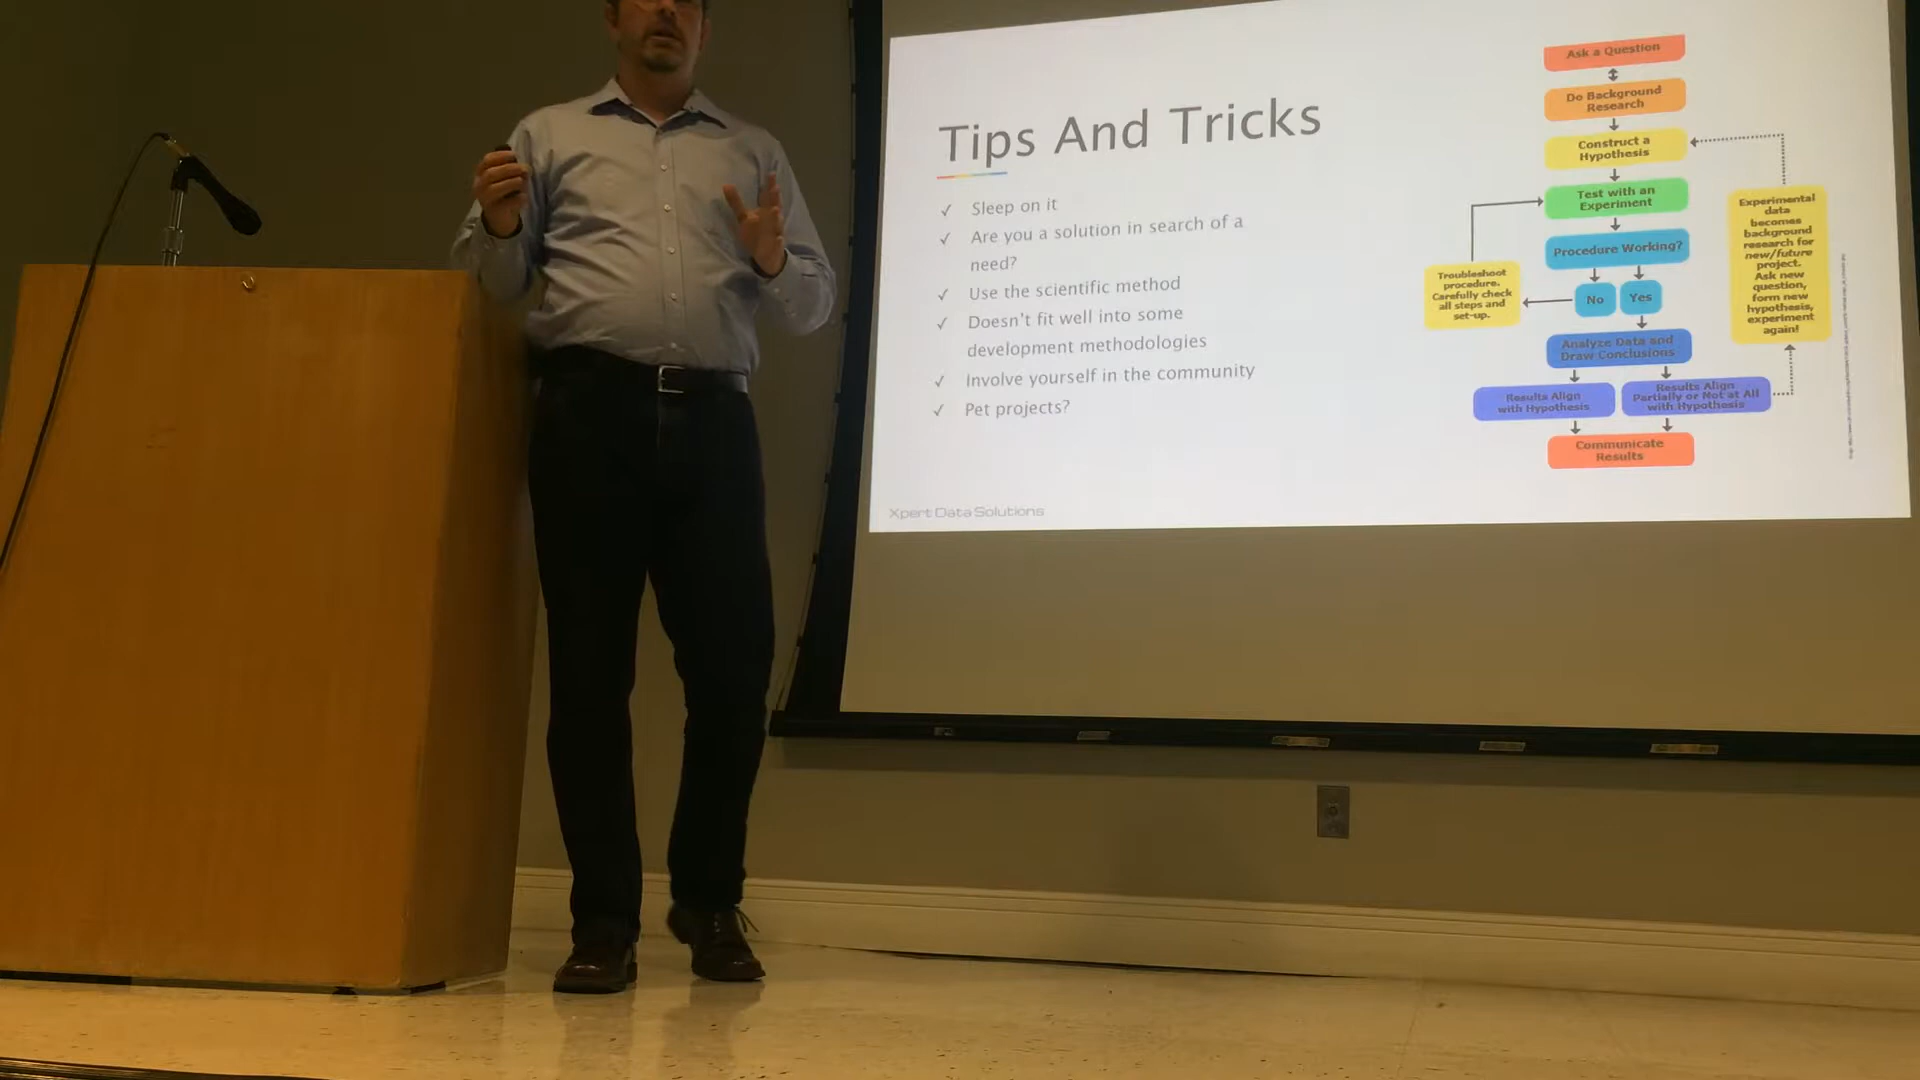 Tips And Tricks
✓ Sleep on it
✓ Are you a solution in search of a
need?
✓ Use the scientific method
✓ Doesn't fit well into some
development methodologies
✓ Involve yourself in the community
✓ Pet projects?
Xpert Data Solutions
Ask a Question
Do Background
Research
Construct a
Hypothesis
Test with an
Experiment
Procedure Working?
No
Yes
Troubleshoot
procedure.
Carefully check
all steps and
set-up.
Analyze Data and
Draw Conclusions
Results Align
with Hypothesis
Results Align
Partially or Not at All
with Hypothesis
Communicate
Results
Experimental
data
becomes
background
research for
new/future
project.
Ask new
question,
form new
hypothesis,
experiment
again!